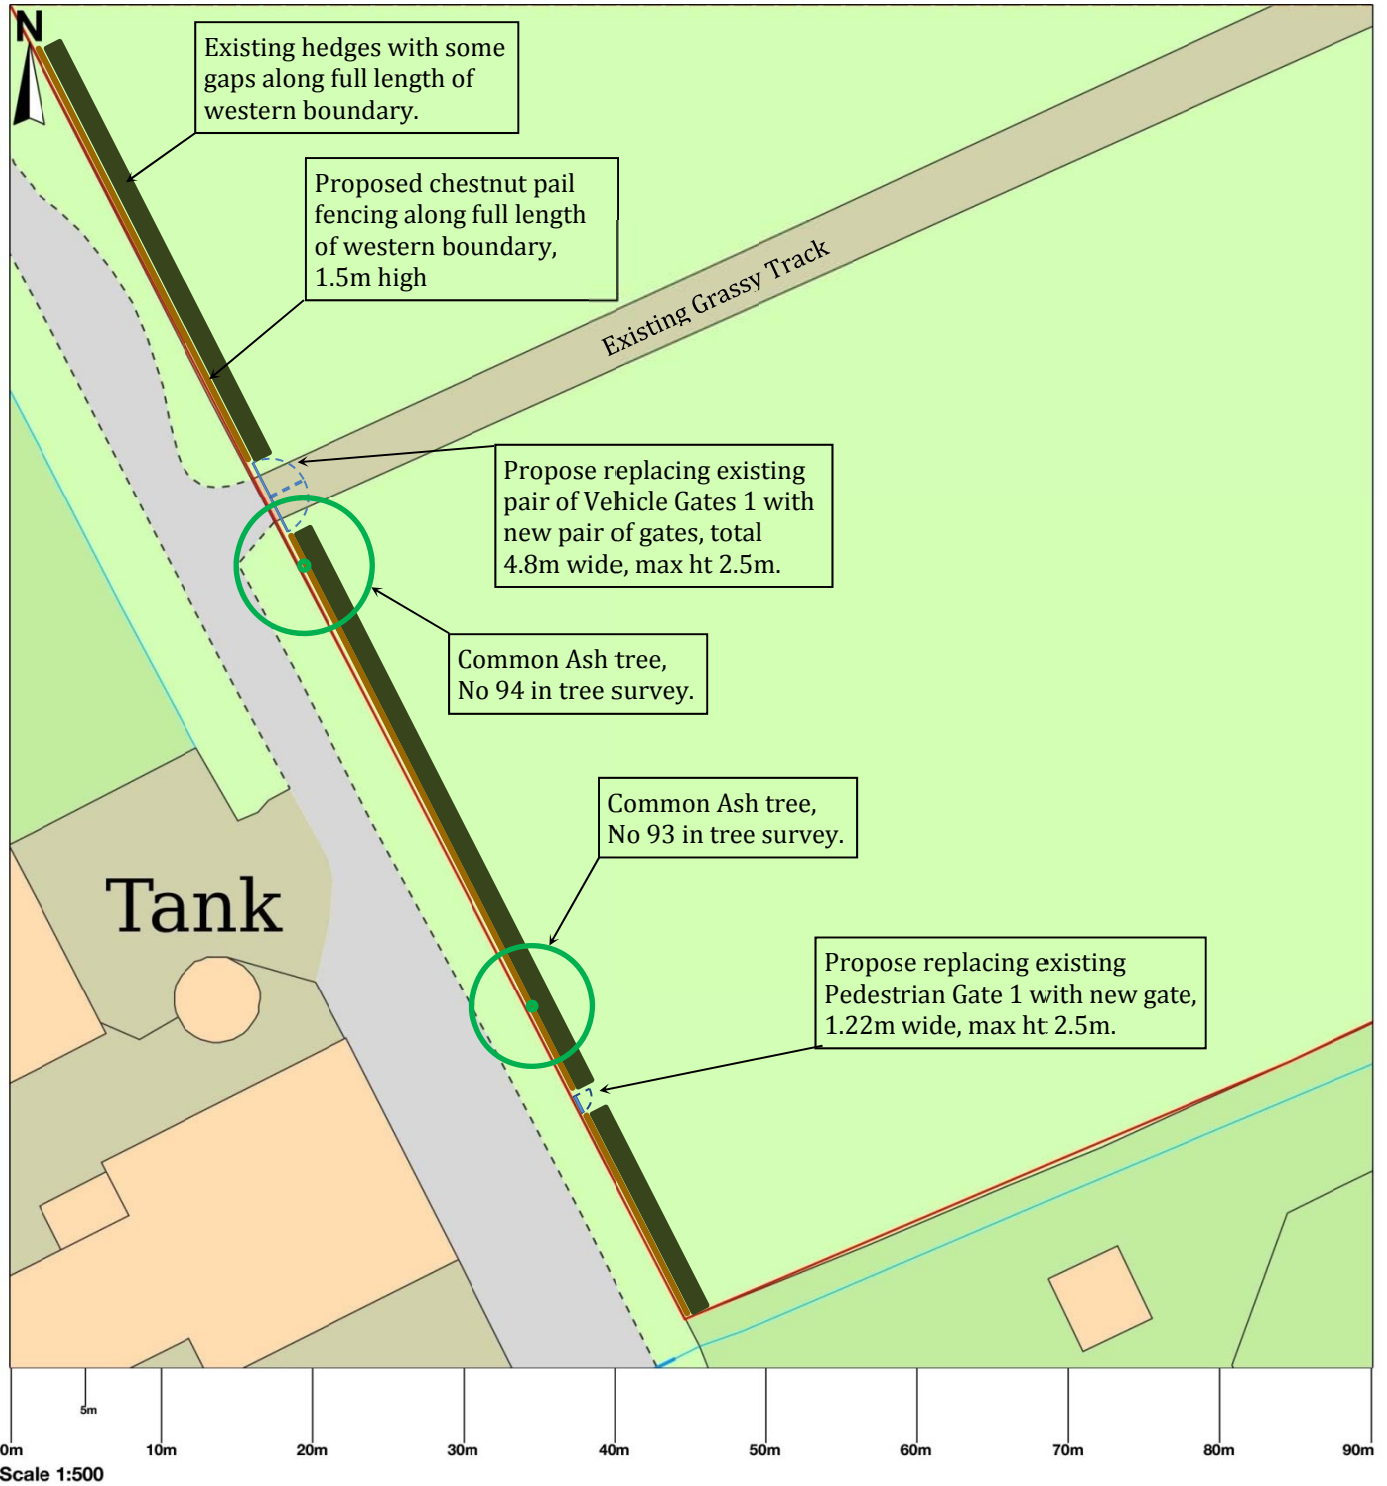 N
Existing hedges with some
gaps along full length of
western boundary.
Proposed chestnut pail
fencing along full length
of western boundary,
1.5m high
Existing Grassy Track
Propose replacing existing
pair of Vehicle Gates 1 with
new pair of gates, total
4.8m wide, max ht 2.5m.
Common Ash tree,
No 94 in tree survey.
Common Ash tree,
No 93 in tree survey.
Tank
Propose replacing existing
Pedestrian Gate 1 with new gate,
1.22m wide, max ht 2.5m.
5m
0m 10m 20m 30m 40m 50m 60m 70m 80m 90m
Scale 1:500